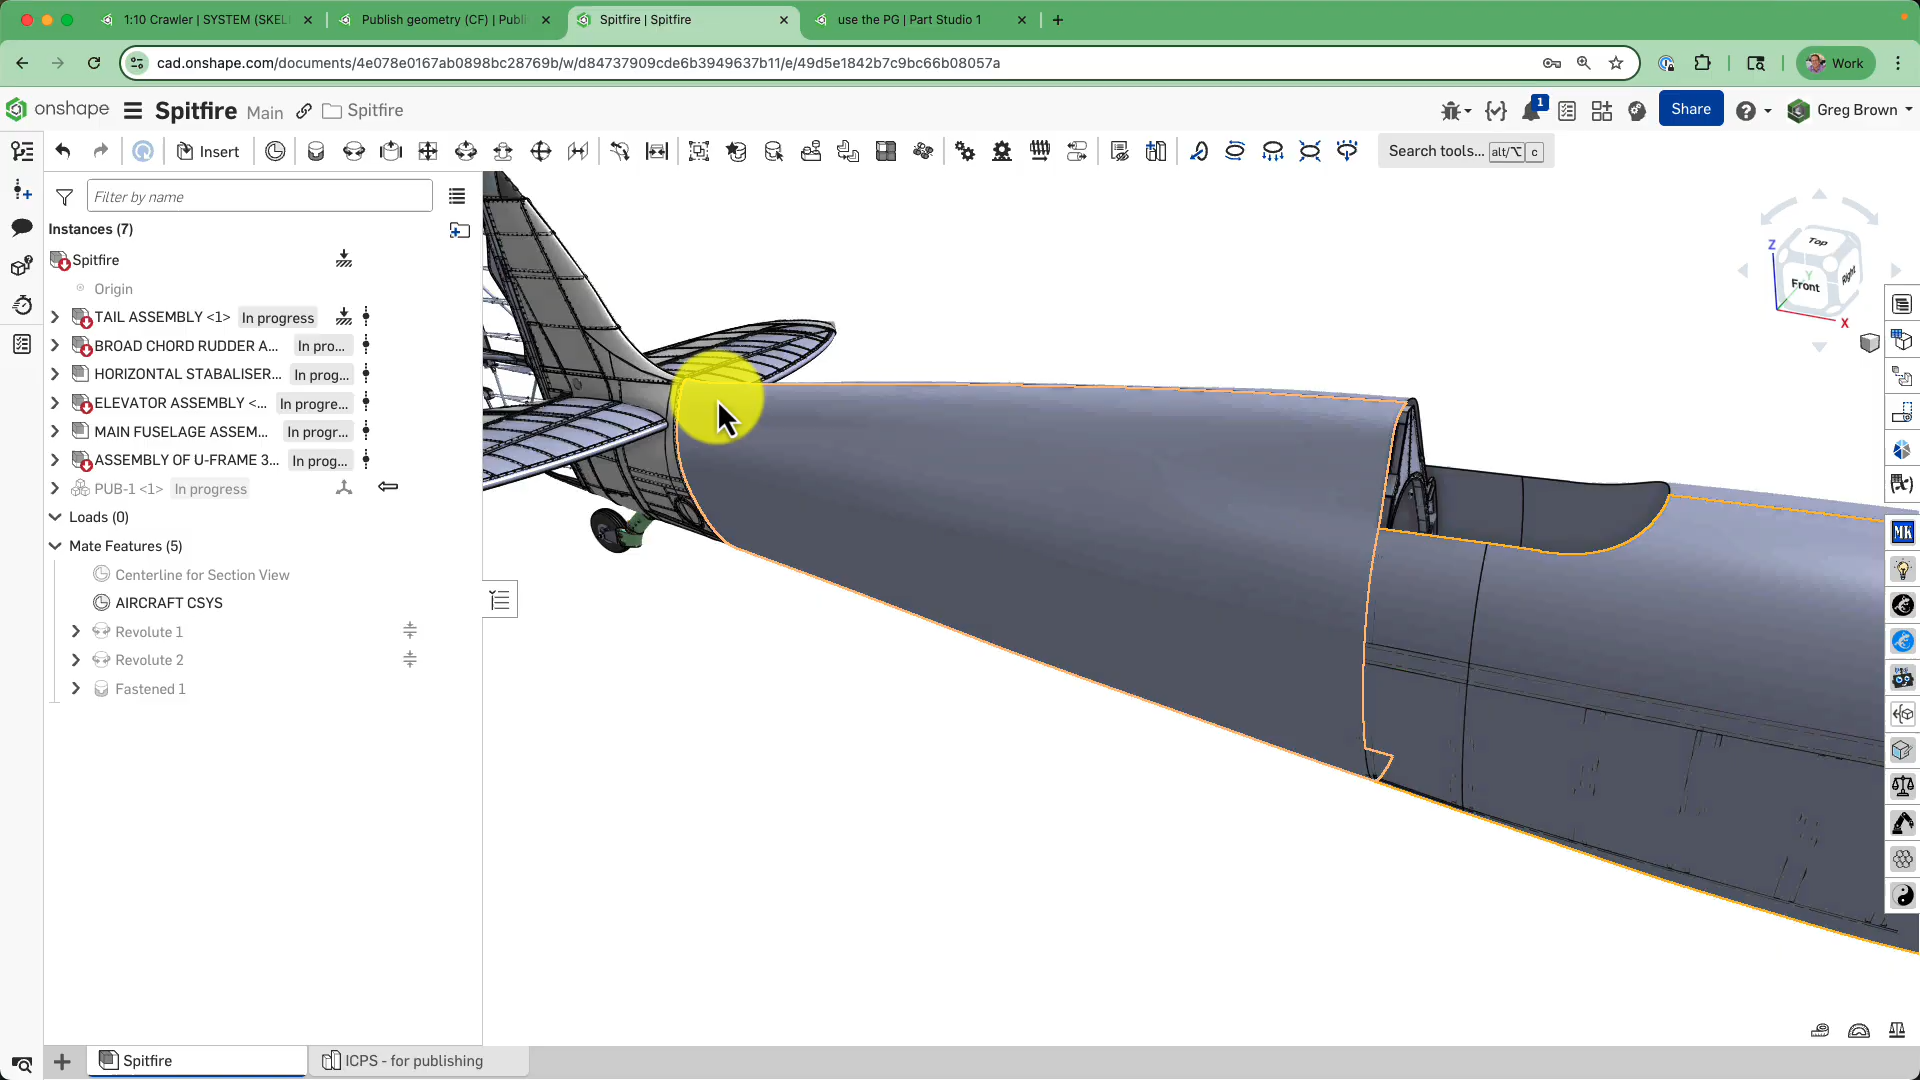 1:10 Crawler | SYSTEM (SKEL
Publish geometry (CF) | Publi
Spitfire | Spitfire
use the PG | Part Studio 1
cad.onshape.com/documents/4e078e0167ab0898bc28769b/w/d84737909cde6b3949637b11/e/49d5e1842b7c9bc66b08057a
Work
onshape
Spitfire
Main
Spitfire
1
Share
Greg Brown
Insert
Search tools...
alt/⌥
c
Filter by name
Instances (7)
Spitfire
Origin
TAIL ASSEMBLY <1> In progress
BROAD CHORD RUDDER A... In pro...
HORIZONTAL STABALISER... In prog...
ELEVATOR ASSEMBLY <... In progre...
MAIN FUSELAGE ASSEM... In progr...
ASSEMBLY OF U-FRAME 3... In prog...
PUB-1 <1> In progress
Loads (0)
Mate Features (5)
Centerline for Section View
AIRCRAFT CSYS
Revolute 1
Revolute 2
Fastened 1
Top
Front
Right
Z
Y
X
MK
Spitfire
ICPS - for publishing